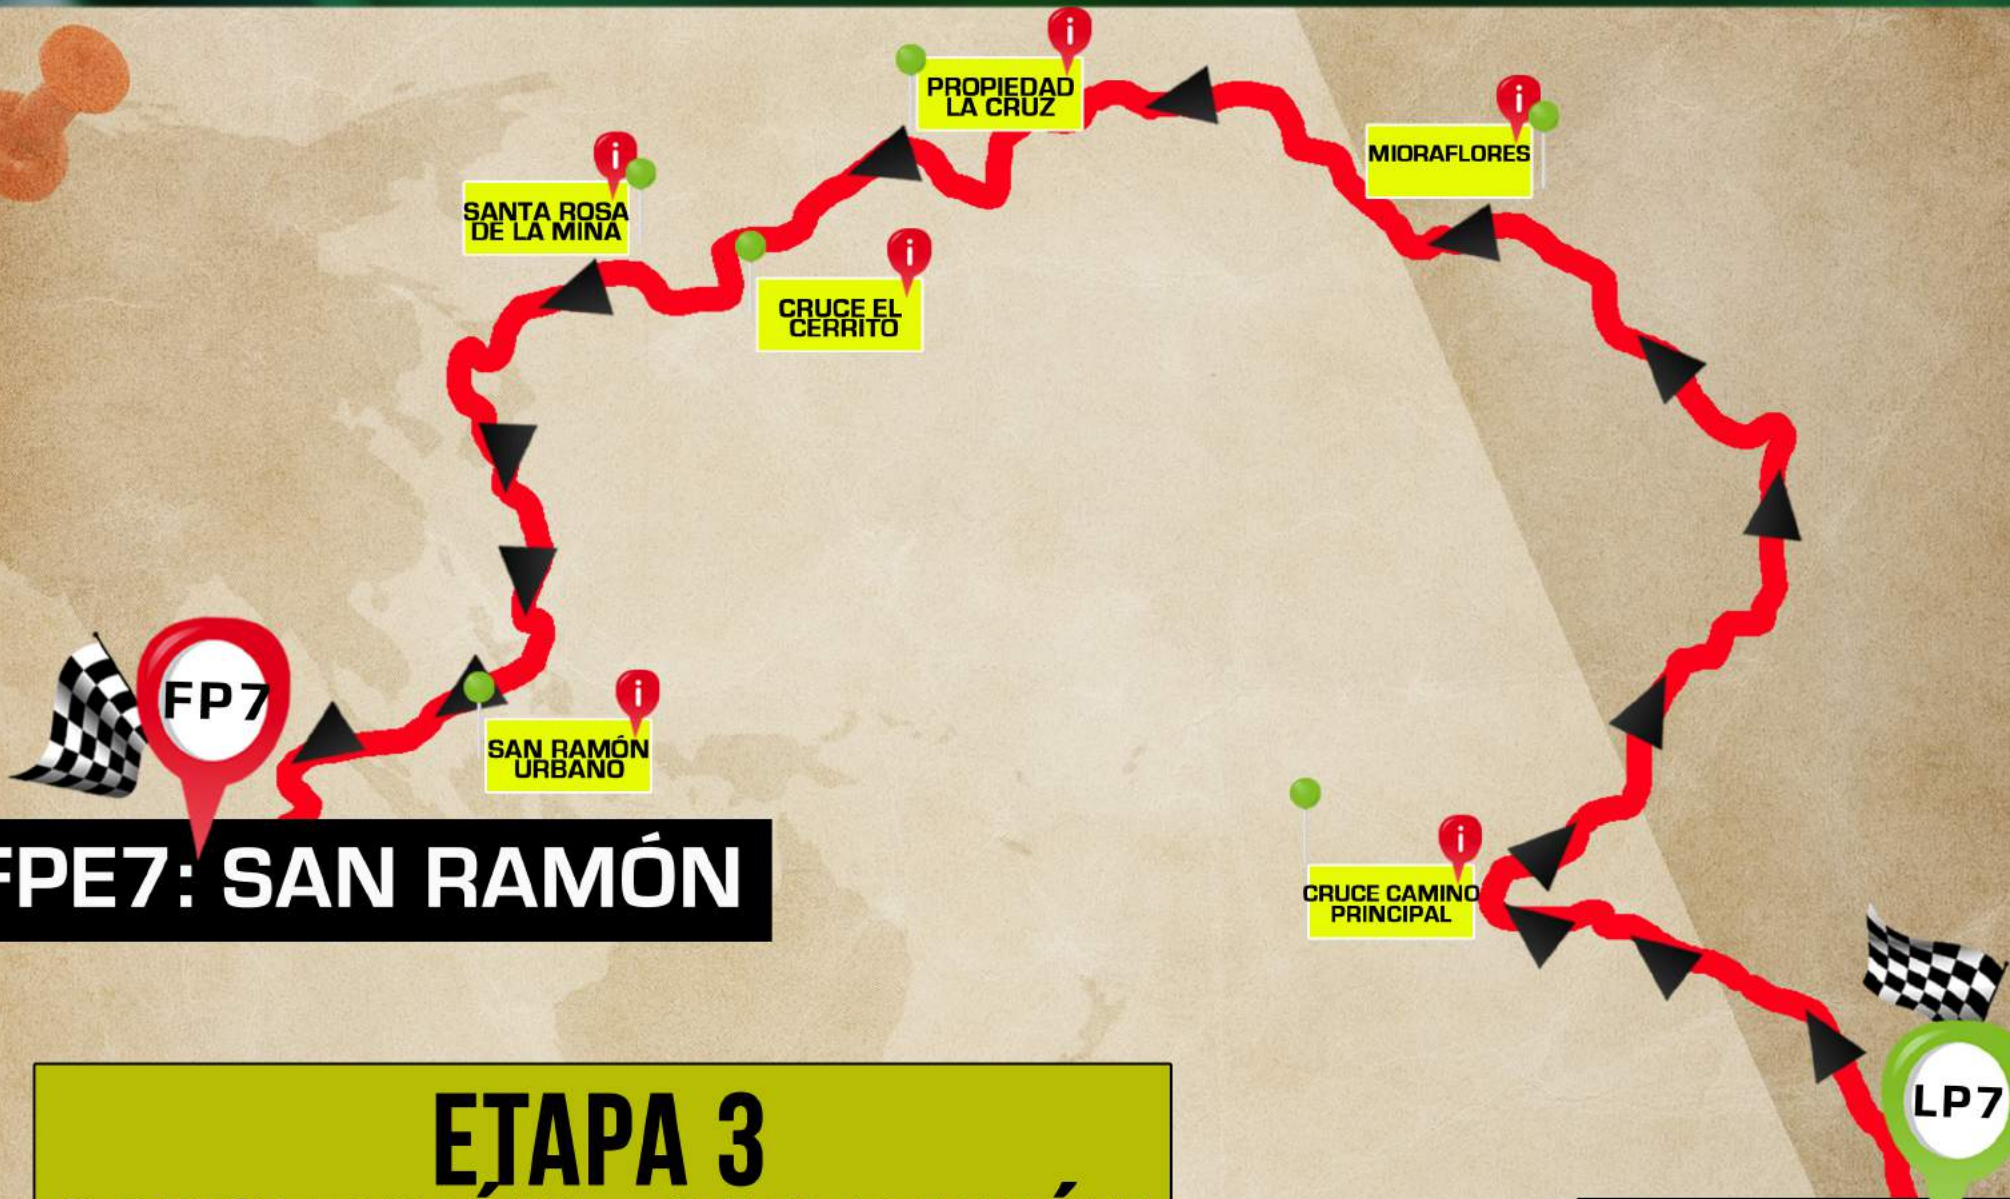 i
PROPIEDAD
LA CRUZ
i
MIORAFLORES
i
SANTA ROSA
DE LA MINA
i
CRUCE EL
CERRITO
FP7
i
SAN RAMÓN
URBANO
FPE7: SAN RAMÓN
i
CRUCE CAMINO
PRINCIPAL
LP7
ETAPA 3